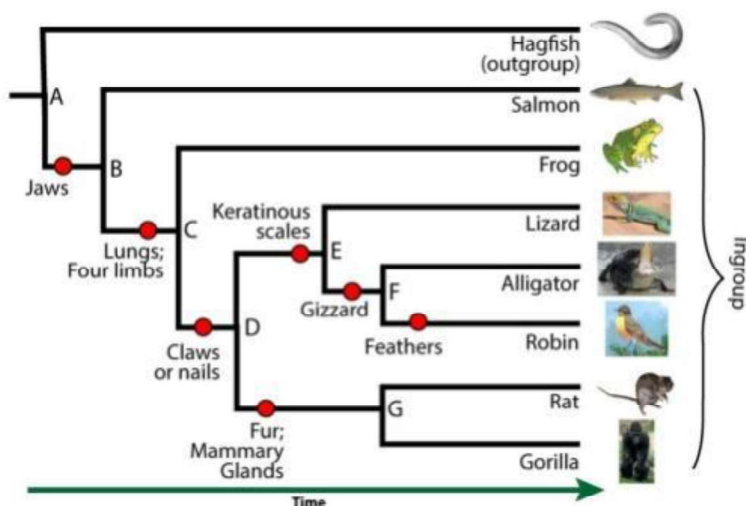 Hagfish
(outgroup)
A
Salmon
B
Jaws
Frog
Keratinous
scales
Lizard
C
Lungs;
Four limbs
E
Alligator
Gizzard
F
Feathers
Robin
Claws
or nails
D
Rat
G
Fur;
Mammary
Glands
Gorilla
Ingroup
Time